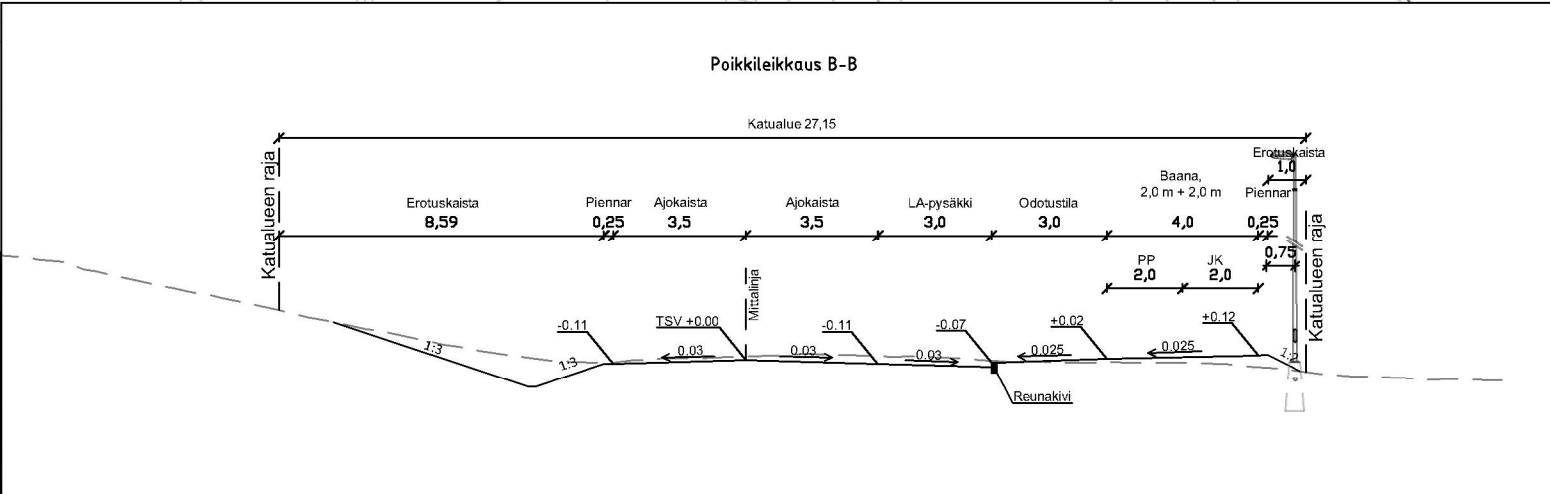 Poikkileikkaus B-B
Katualue 27,15
Katualueen raja
Erotuskaista
8,59
Piennar
0,25
Ajokaista
3,5
Ajokaista
3,5
LA-pysäkki
3,0
Odotustila
3,0
Baana,
2,0 m + 2,0 m
4,0
Piennar
0,25
Erotuskaista
1,0
0,75
Katualueen raja
PP
2,0
JK
2,0
Mittalinja
1:3
1:3
-0.11
TSV +0.00
-0.11
-0.07
+0.02
+0.12
0.03
0.03
0.03
0.025
0.025
1:2
Reunakivi